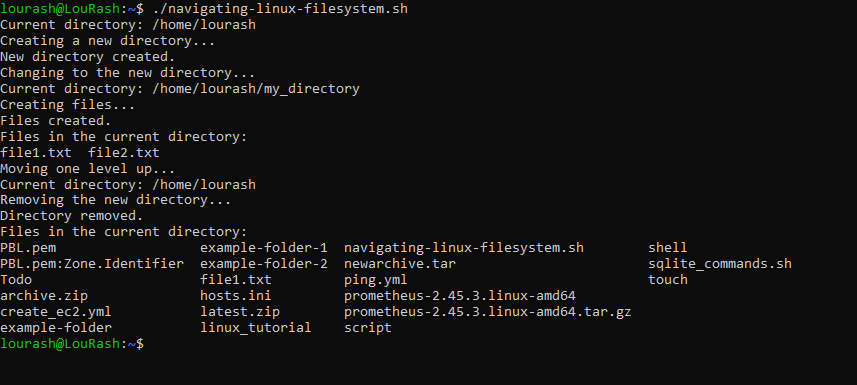 lourash@LouRash:~$ ./navigating-linux-filesystem.sh
Current directory: /home/lourash
Creating a new directory...
New directory created.
Changing to the new directory...
Current directory: /home/lourash/my_directory
Creating files...
Files created.
Files in the current directory:
file1.txt  file2.txt
Moving one level up...
Current directory: /home/lourash
Removing the new directory...
Directory removed.
Files in the current directory:
PBL.pem                  example-folder-1  navigating-linux-filesystem.sh        shell
PBL.pem:Zone.Identifier  example-folder-2  newarchive.tar                        sqlite_commands.sh
Todo                     file1.txt         ping.yml                              touch
archive.zip              hosts.ini         prometheus-2.45.3.linux-amd64
create_ec2.yml           latest.zip        prometheus-2.45.3.linux-amd64.tar.gz
example-folder           linux_tutorial    script
lourash@LouRash:~$